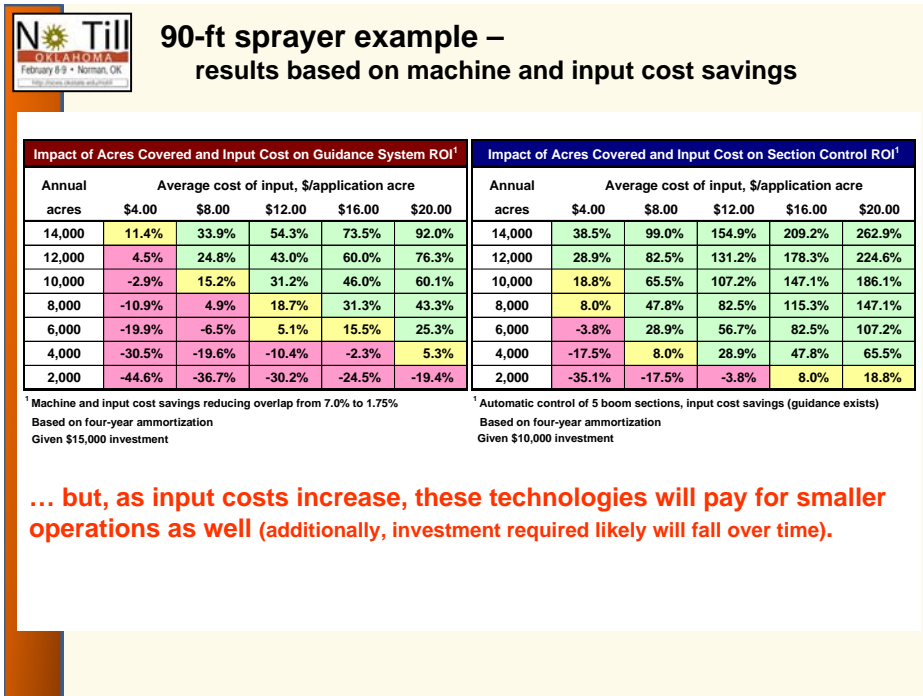 No Till
OKLAHOMA
February 8-9 • Norman, OK
90-ft sprayer example –
results based on machine and input cost savings
Impact of Acres Covered and Input Cost on Guidance System ROI¹
Annual Average cost of input, $/application acre
acres $4.00 $8.00 $12.00 $16.00 $20.00
14,000 11.4% 33.9% 54.3% 73.5% 92.0%
12,000 4.5% 24.8% 43.0% 60.0% 76.3%
10,000 -2.9% 15.2% 31.2% 46.0% 60.1%
8,000 -10.9% 4.9% 18.7% 31.3% 43.3%
6,000 -19.9% -6.5% 5.1% 15.5% 25.3%
4,000 -30.5% -19.6% -10.4% -2.3% 5.3%
2,000 -44.6% -36.7% -30.2% -24.5% -19.4%
¹ Machine and input cost savings reducing overlap from 7.0% to 1.75%
Based on four-year ammortization
Given $15,000 investment
Impact of Acres Covered and Input Cost on Section Control ROI¹
Annual Average cost of input, $/application acre
acres $4.00 $8.00 $12.00 $16.00 $20.00
14,000 38.5% 99.0% 154.9% 209.2% 262.9%
12,000 28.9% 82.5% 131.2% 178.3% 224.6%
10,000 18.8% 65.5% 107.2% 147.1% 186.1%
8,000 8.0% 47.8% 82.5% 115.3% 147.1%
6,000 -3.8% 28.9% 56.7% 82.5% 107.2%
4,000 -17.5% 8.0% 28.9% 47.8% 65.5%
2,000 -35.1% -17.5% -3.8% 8.0% 18.8%
¹ Automatic control of 5 boom sections, input cost savings (guidance exists)
Based on four-year ammortization
Given $10,000 investment
… but, as input costs increase, these technologies will pay for smaller
operations as well (additionally, investment required likely will fall over time).